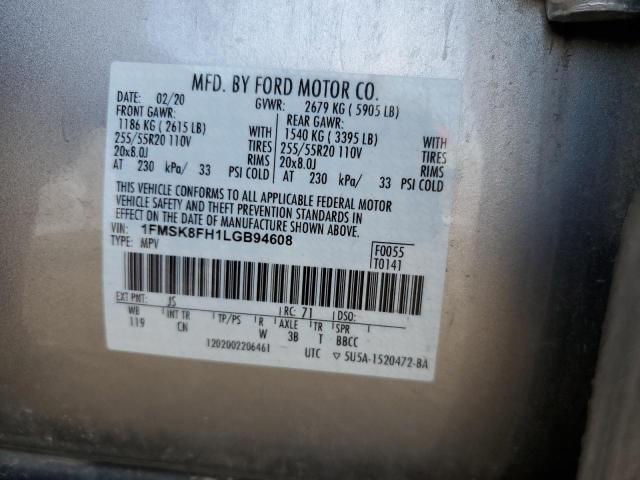 MFD. BY FORD MOTOR CO.
DATE: 02/20 GVWR: 2679 KG ( 5905 LB)
FRONT GAWR: REAR GAWR:
1186 KG ( 2615 LB) WITH 1540 KG ( 3395 LB) WITH
255/55R20 110V TIRES 255/55R20 110V TIRES
20x8.0J RIMS 20x8.0J RIMS
AT 230 kPa/ 33 PSI COLD AT 230 kPa/ 33 PSI COLD
THIS VEHICLE CONFORMS TO ALL APPLICABLE FEDERAL MOTOR
VEHICLE SAFETY AND THEFT PREVENTION STANDARDS IN
EFFECT ON THE DATE OF MANUFACTURE SHOWN ABOVE.
VIN: 1FMSK8FH1LGB94608 F0055
TYPE: MPV T0141
EXT PNT: JS RC: 71 DSO:
WB INT TR TP/PS R AXLE TR SPR
119 CN W 3B T BBCC
1202002206461 UTC ▽ 5U5A-1520472-BA